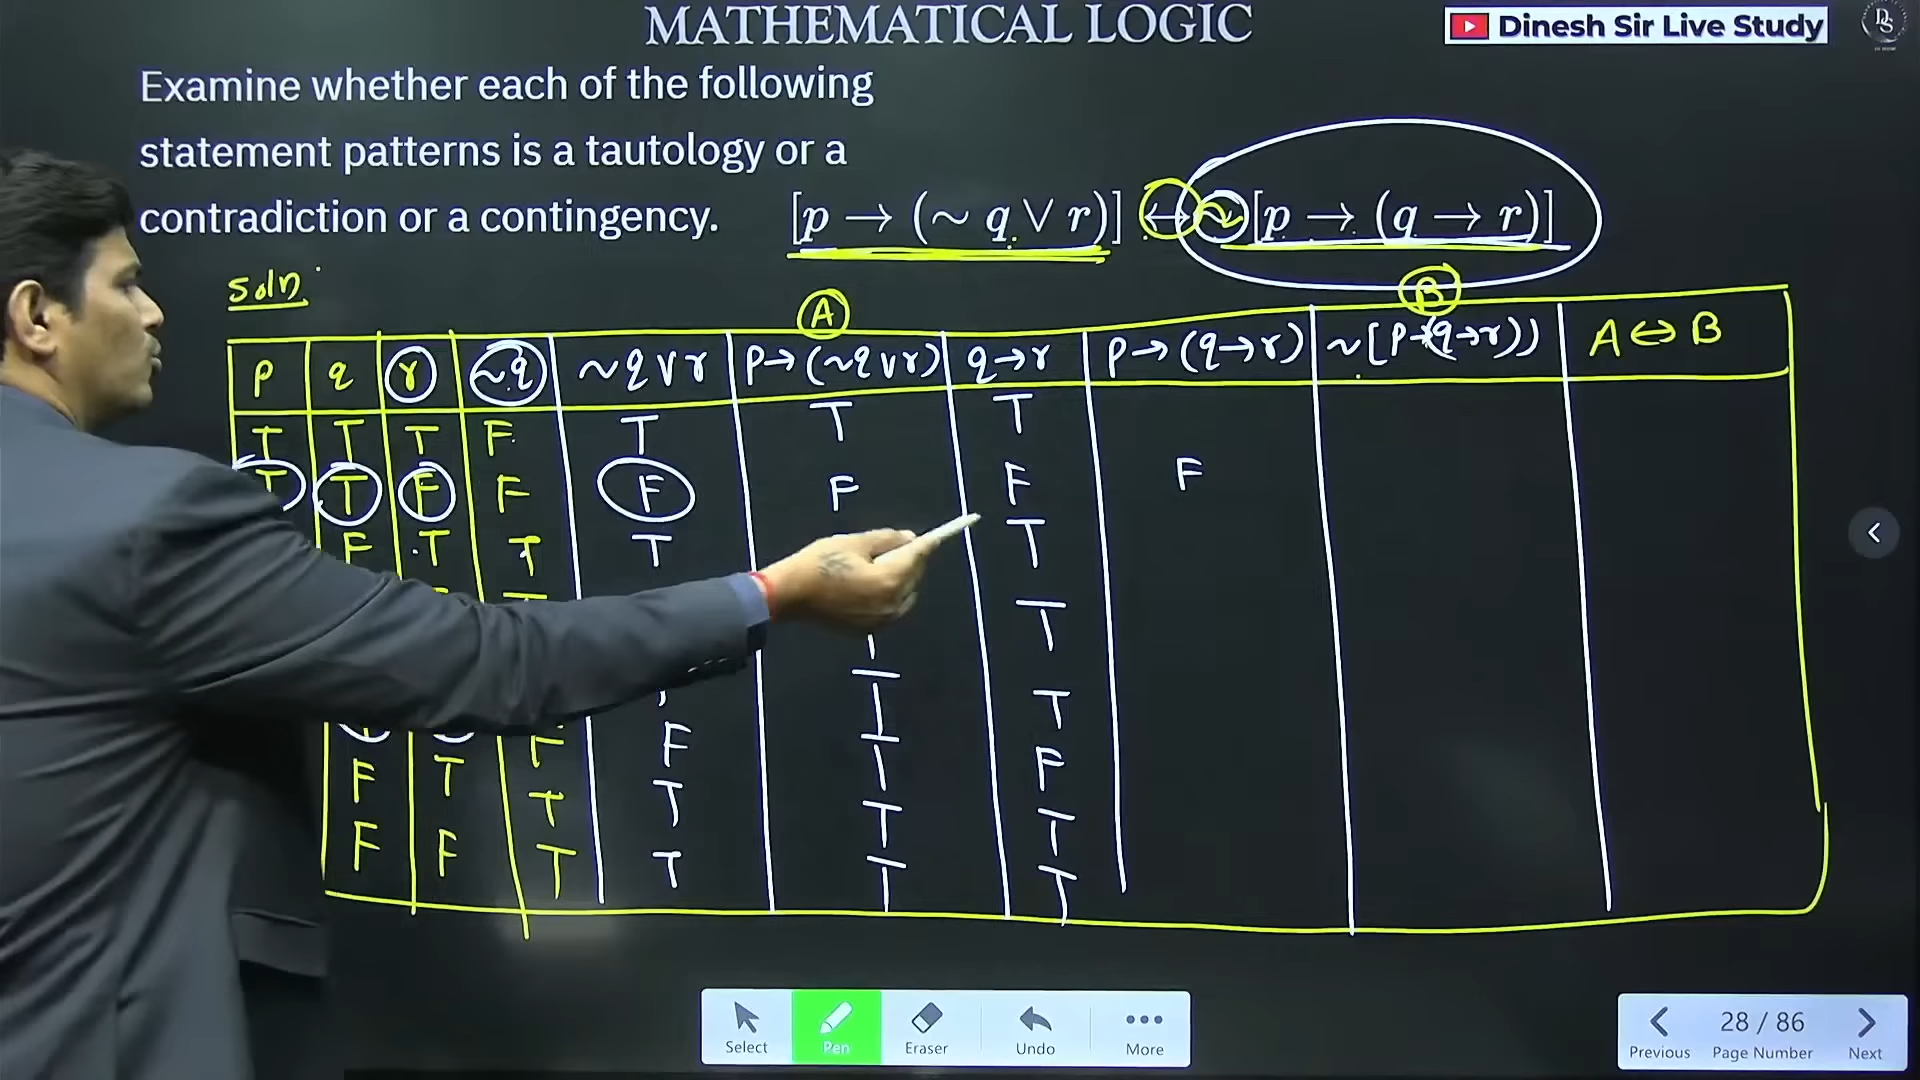 MATHEMATICAL LOGIC
Dinesh Sir Live Study
DS
Examine whether each of the following
statement patterns is a tautology or a
contradiction or a contingency.
[p → (~ q ∨ r)] ↔ ~ [p → (q → r)]
Soln
A
B
p q r ~q ~q∨r p→(~q∨r) q→r p→(q→r) ~[p→(q→r)) A↔B
T T T F T T T
T T F F F F F F
F T T T T
T T
T T
F F T F
F T T T T T
F F T T T T
Select
Pen
Eraser
Undo
More
Previous
28 / 86
Page Number
Next